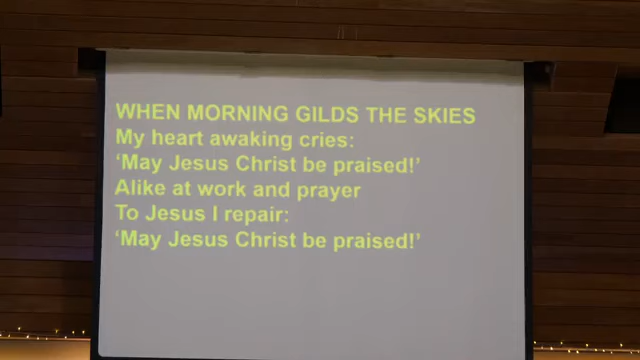 WHEN MORNING GILDS THE SKIES
My heart awaking cries:
‘May Jesus Christ be praised!’
Alike at work and prayer
To Jesus I repair:
‘May Jesus Christ be praised!’